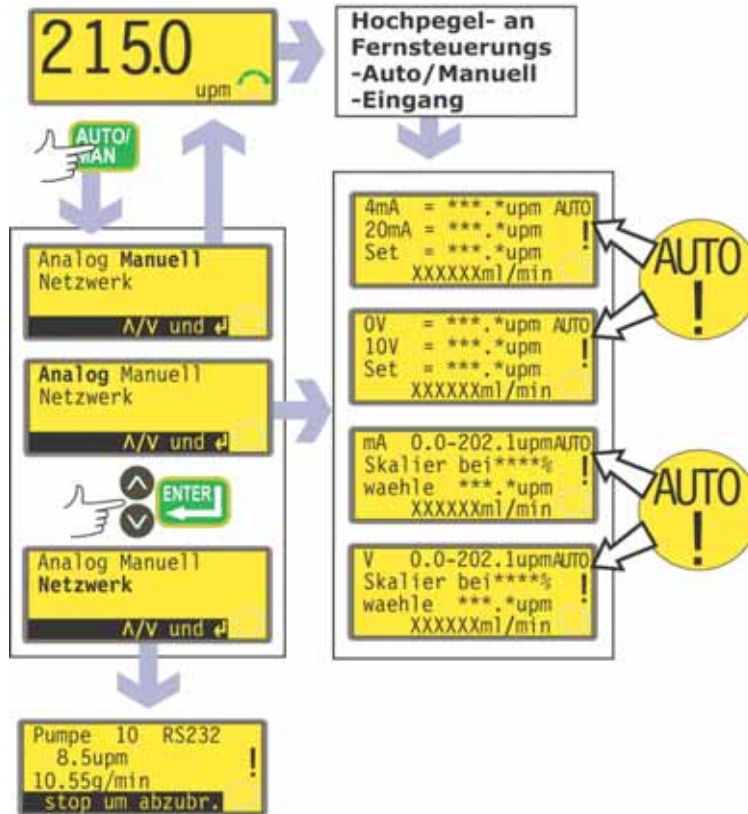 215.0
upm
Hochpegel- an
Fernsteuerungs
-Auto/Manuell
-Eingang
AUTO/
MAN
Analog Manuell
Netzwerk
Λ/V und ↲
Analog Manuell
Netzwerk
Λ/V und ↲
ENTER
Analog Manuell
Netzwerk
Λ/V und ↲
Pumpe 10 RS232
8.5upm !
10.55g/min
stop um abzubr.
4mA = ***.*upm AUTO
20mA = ***.*upm !
Set = ***.*upm
XXXXXXml/min
0V = ***.*upm AUTO
10V = ***.*upm !
Set = ***.*upm
XXXXXXml/min
AUTO
!
mA 0.0-202.1upmAUTO
Skalier bei****% !
waehle ***.*upm
XXXXXXml/min
V 0.0-202.1upmAUTO
Skalier bei****% !
waehle ***.*upm
XXXXXXml/min
AUTO
!